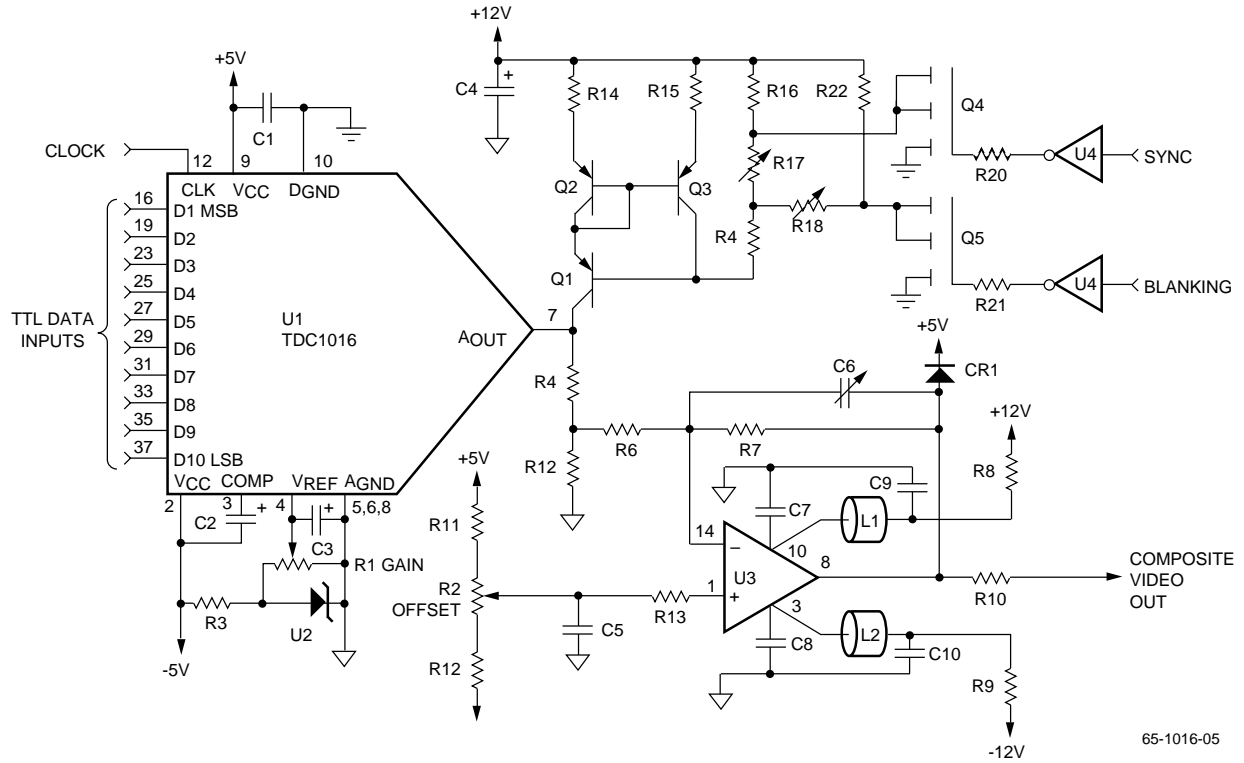 +12V
+5V
C4
+
R14
R15
R16
R22
Q4
C1
CLOCK
12
9
10
CLK
VCC
DGND
Q2
Q3
R17
R20
U4
SYNC
16
D1 MSB
19
D2
23
D3
25
D4
27
D5
29
D6
31
D7
33
D8
35
D9
37
D10 LSB
TTL DATA
INPUTS
U1
TDC1016
AOUT
7
R4
R18
Q5
Q1
R21
U4
BLANKING
+5V
C6
CR1
R4
+12V
R6
R7
R12
R8
VCC
COMP
VREF
AGND
2
3
+
4
+
5,6,8
C2
C3
R1 GAIN
R3
U2
-5V
+5V
R11
R2
OFFSET
R12
C5
R13
C9
C7
L1
14
–
10
U3
8
1
+
3
R10
COMPOSITE
VIDEO
OUT
C8
L2
C10
R9
-12V
65-1016-05